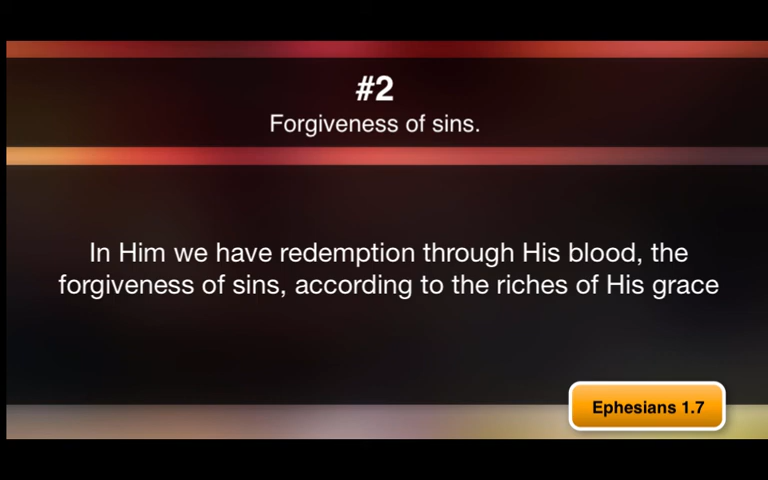 #2
Forgiveness of sins.
In Him we have redemption through His blood, the
forgiveness of sins, according to the riches of His grace
Ephesians 1.7